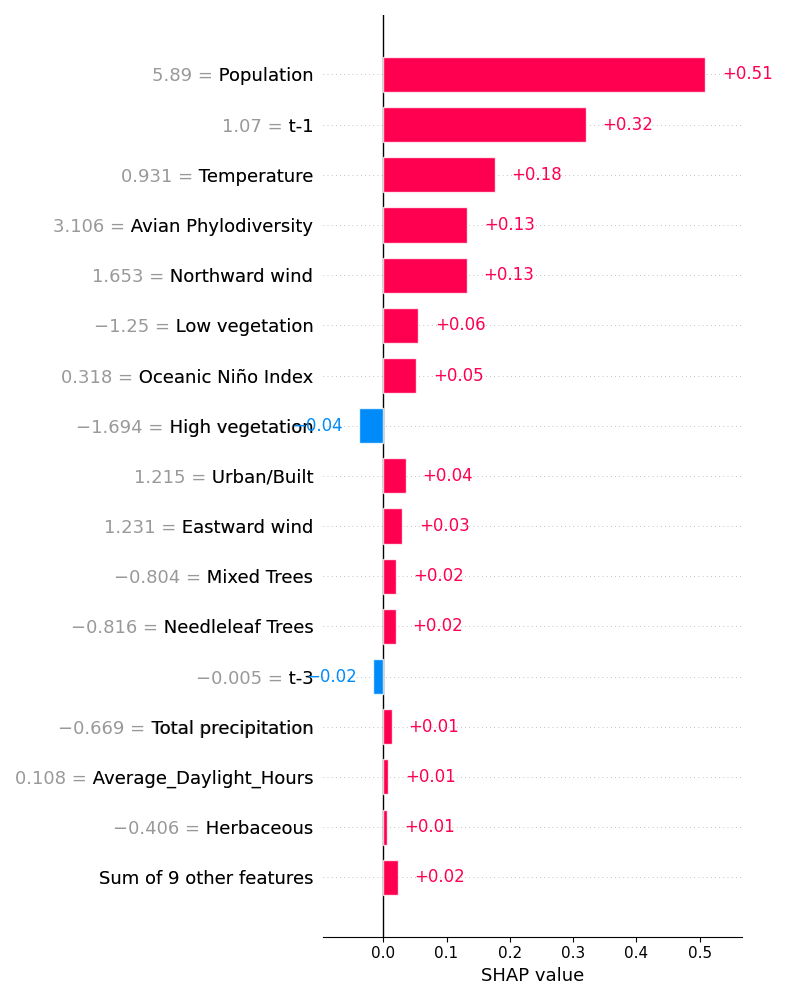 5.89 = Population +0.51
1.07 = t-1 +0.32
0.931 = Temperature +0.18
3.106 = Avian Phylodiversity +0.13
1.653 = Northward wind +0.13
−1.25 = Low vegetation +0.06
0.318 = Oceanic Niño Index +0.05
−1.694 = High vegetation −0.04
1.215 = Urban/Built +0.04
1.231 = Eastward wind +0.03
−0.804 = Mixed Trees +0.02
−0.816 = Needleleaf Trees +0.02
−0.005 = t-3 −0.02
−0.669 = Total precipitation +0.01
0.108 = Average_Daylight_Hours +0.01
−0.406 = Herbaceous +0.01
Sum of 9 other features +0.02
0.0 0.1 0.2 0.3 0.4 0.5
SHAP value